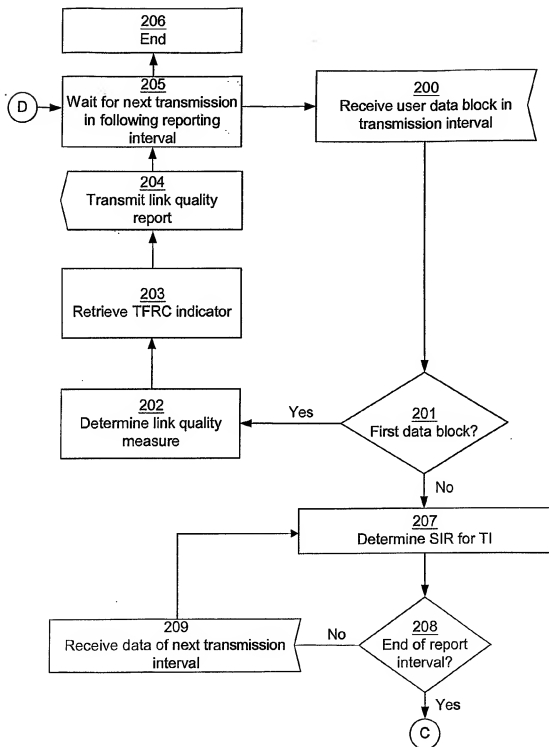 206
End
D
205
Wait for next transmission
in following reporting
interval
200
Receive user data block in
transmission interval
204
Transmit link quality
report
203
Retrieve TFRC indicator
202
Determine link quality
measure
Yes
201
First data block?
No
207
Determine SIR for TI
209
Receive data of next transmission
interval
No
208
End of report
interval?
Yes
C